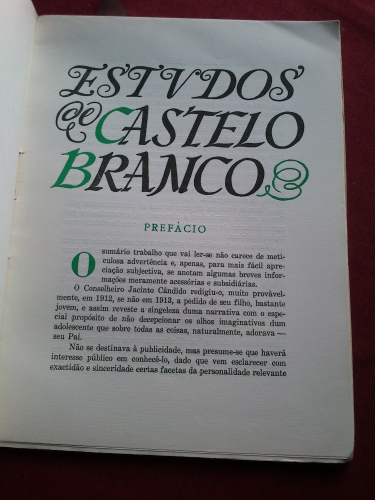 ESTVDOS
DE CASTELO
BRANCO
PREFÁCIO
O sumário trabalho que vai ler-se não carece de meti-
culosa advertência e, apenas, para mais fácil apre-
ciação subjectiva, se anotam algumas breves infor-
mações meramente acessórias e subsidiárias.
O Conselheiro Jacinto Cândido redigiu-o, muito provável-
mente, em 1912, se não em 1913, a pedido de seu filho, bastante
jovem, e assim reveste a singeleza duma narrativa com o espe-
cial propósito de não decepcionar os olhos imaginativos dum
adolescente que sobre todas as coisas, naturalmente, adorava —
seu Pai.
Não se destinava à publicidade, mas presume-se que haverá
interesse público em conhecê-lo, dado que vem esclarecer com
exactidão e sinceridade certas facetas da personalidade relevante